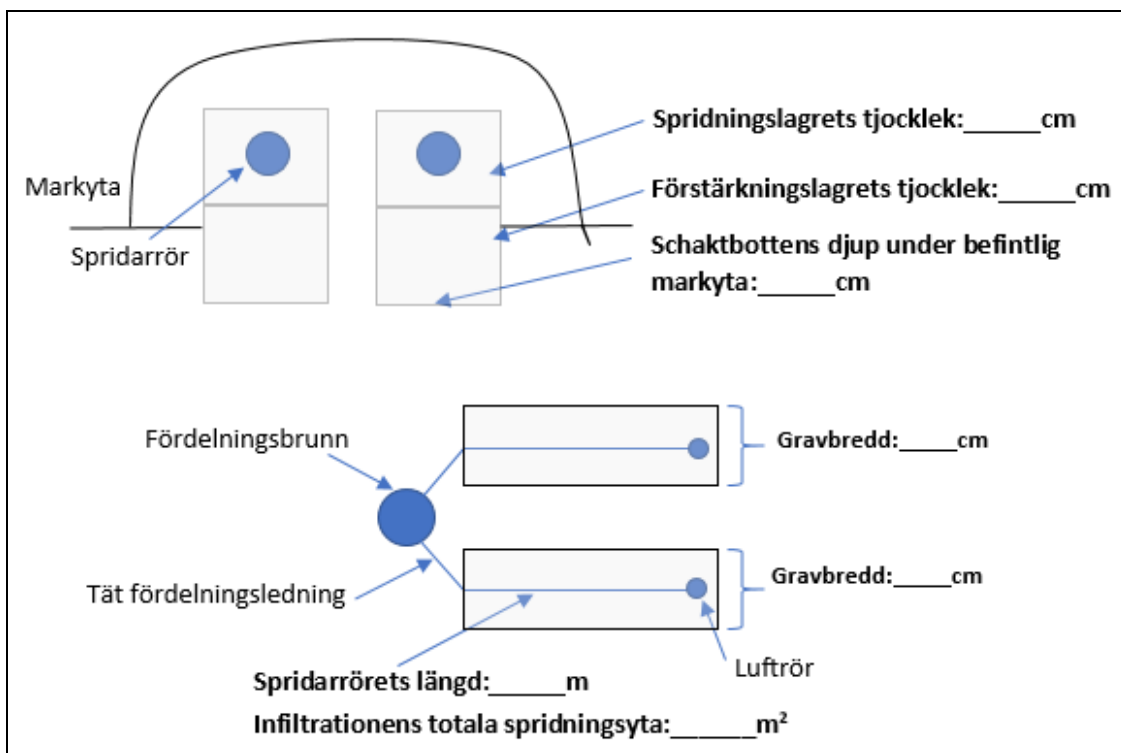 Spridningslagrets tjocklek:______cm
Markyta
Förstärkningslagrets tjocklek:______cm
Spridarrör
Schaktbottens djup under befintlig
markyta:______cm
Fördelningsbrunn
Gravbredd:_____cm
Tät fördelningsledning
Gravbredd:_____cm
Luftrör
Spridarrörets längd:______m
Infiltrationens totala spridningsyta:_______m²